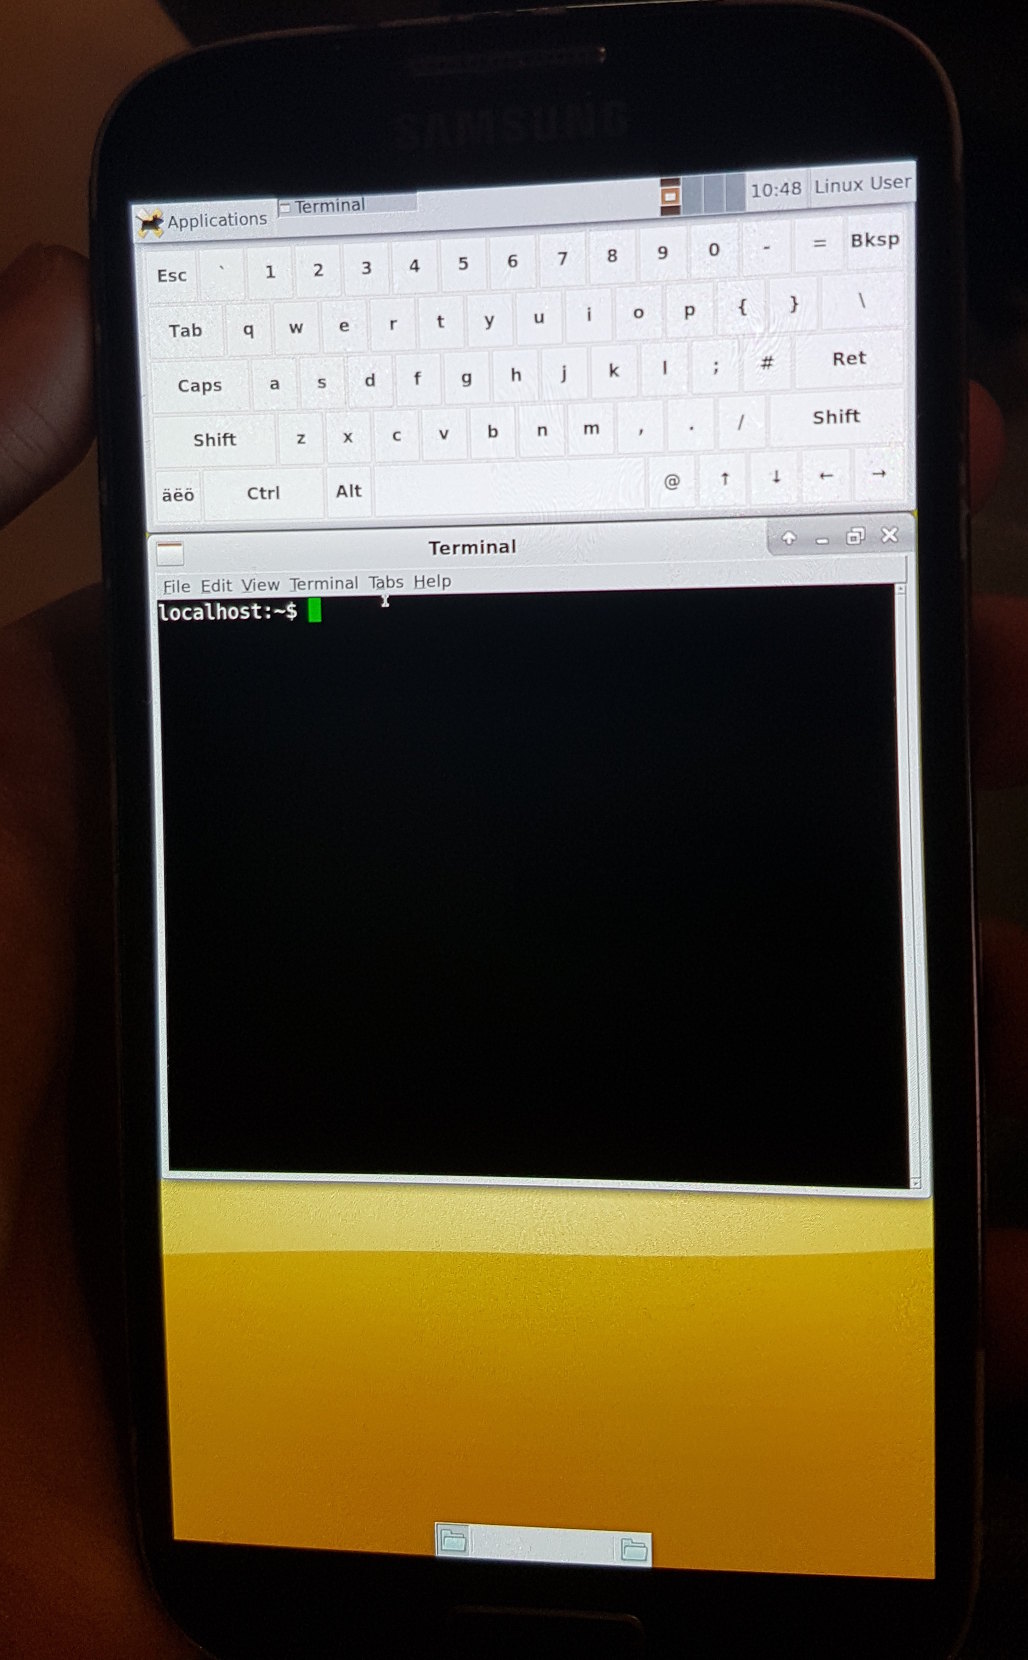 SAMSUNG
Applications Terminal 10:48 Linux User
Esc ` 1 2 3 4 5 6 7 8 9 0 - = Bksp
Tab q w e r t y u i o p { } \
Caps a s d f g h j k l ; # Ret
Shift z x c v b n m , . / Shift
äëö Ctrl Alt @ ↑ ↓ ← →
Terminal
File Edit View Terminal Tabs Help
localhost:~$